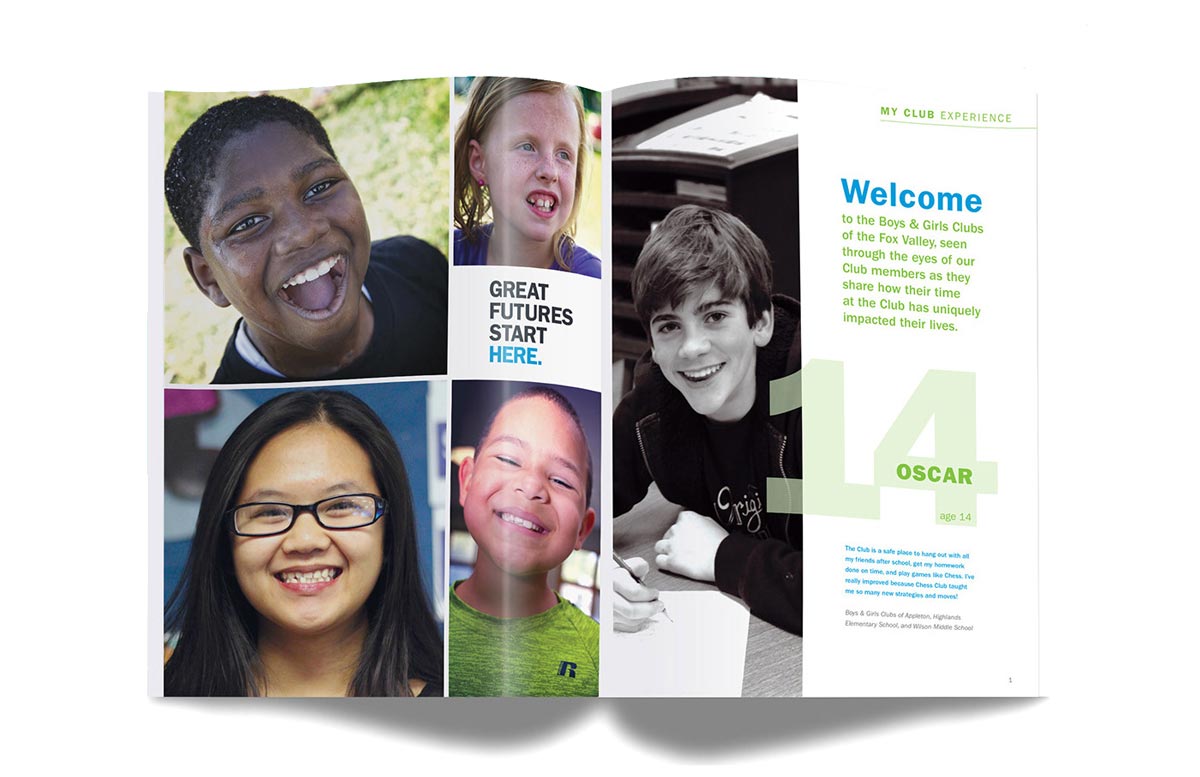 GREAT
FUTURES
START
HERE.
R
Origi
MY CLUB EXPERIENCE
Welcome
to the Boys & Girls Clubs
of the Fox Valley, seen
through the eyes of our
Club members as they
share how their time
at the Club has uniquely
impacted their lives.
14
OSCAR
age 14
The Club is a safe place to hang out with all
my friends after school, get my homework
done on time, and play games like Chess. I've
really improved because Chess Club taught
me so many new strategies and moves!
Boys & Girls Clubs of Appleton, Highlands
Elementary School, and Wilson Middle School
1